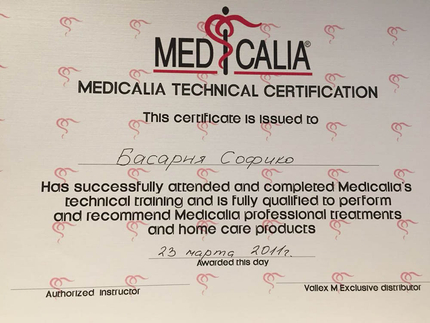 MEDICALIA®
MEDICALIA TECHNICAL CERTIFICATION
This certificate is issued to
Басария Софико
Has successfully attended and completed Medicalia's
technical training and is fully qualified to perform
and recommend Medicalia professional treatments
and home care products
23 марта 2011г.
Awarded this day
Authorized Instructor
Vallex M.Exclusive distributor